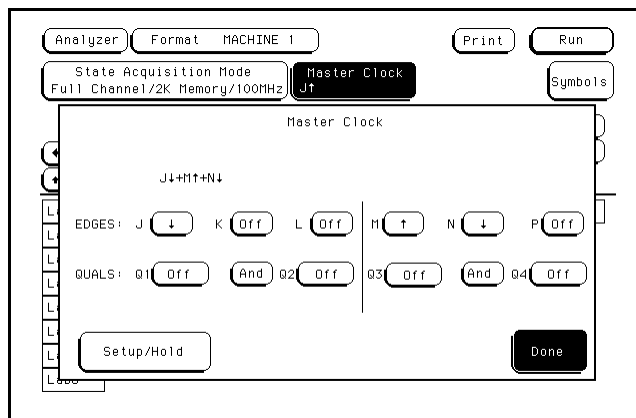 Analyzer Format MACHINE 1 Print Run
State Acquisition Mode
Full Channel/2K Memory/100MHz
Master Clock
J↑
Symbols
Master Clock
J↓+M↑+N↓
EDGES: J ↓ K Off L Off M ↑ N ↓ P Off
QUALS: Q1 Off And Q2 Off Q3 Off And Q4 Off
Setup/Hold Done